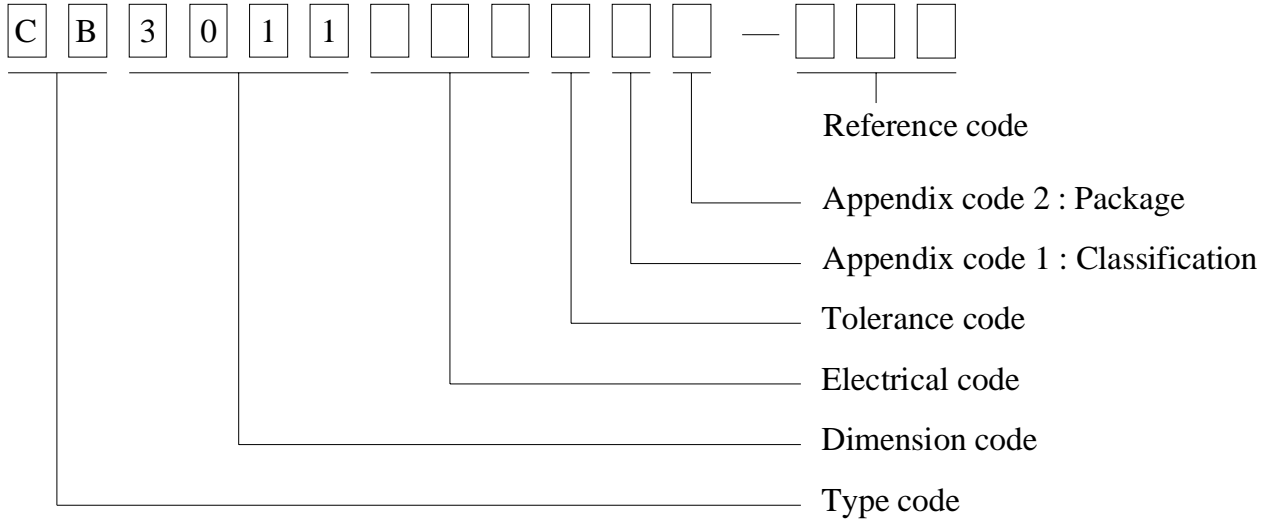 C B 3 0 1 1 —
Reference code
Appendix code 2 : Package
Appendix code 1 : Classification
Tolerance code
Electrical code
Dimension code
Type code